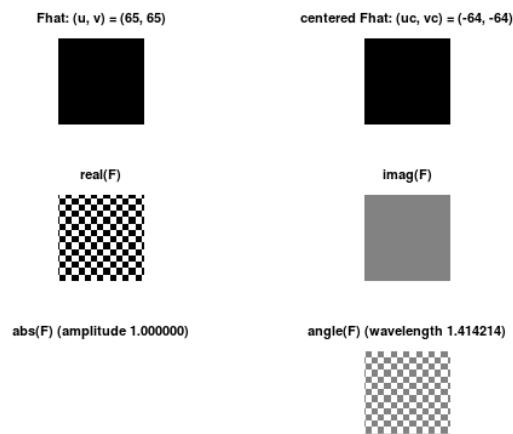 Fhat: (u, v) = (65, 65)
centered Fhat: (uc, vc) = (-64, -64)
real(F)
imag(F)
abs(F) (amplitude 1.000000)
angle(F) (wavelength 1.414214)